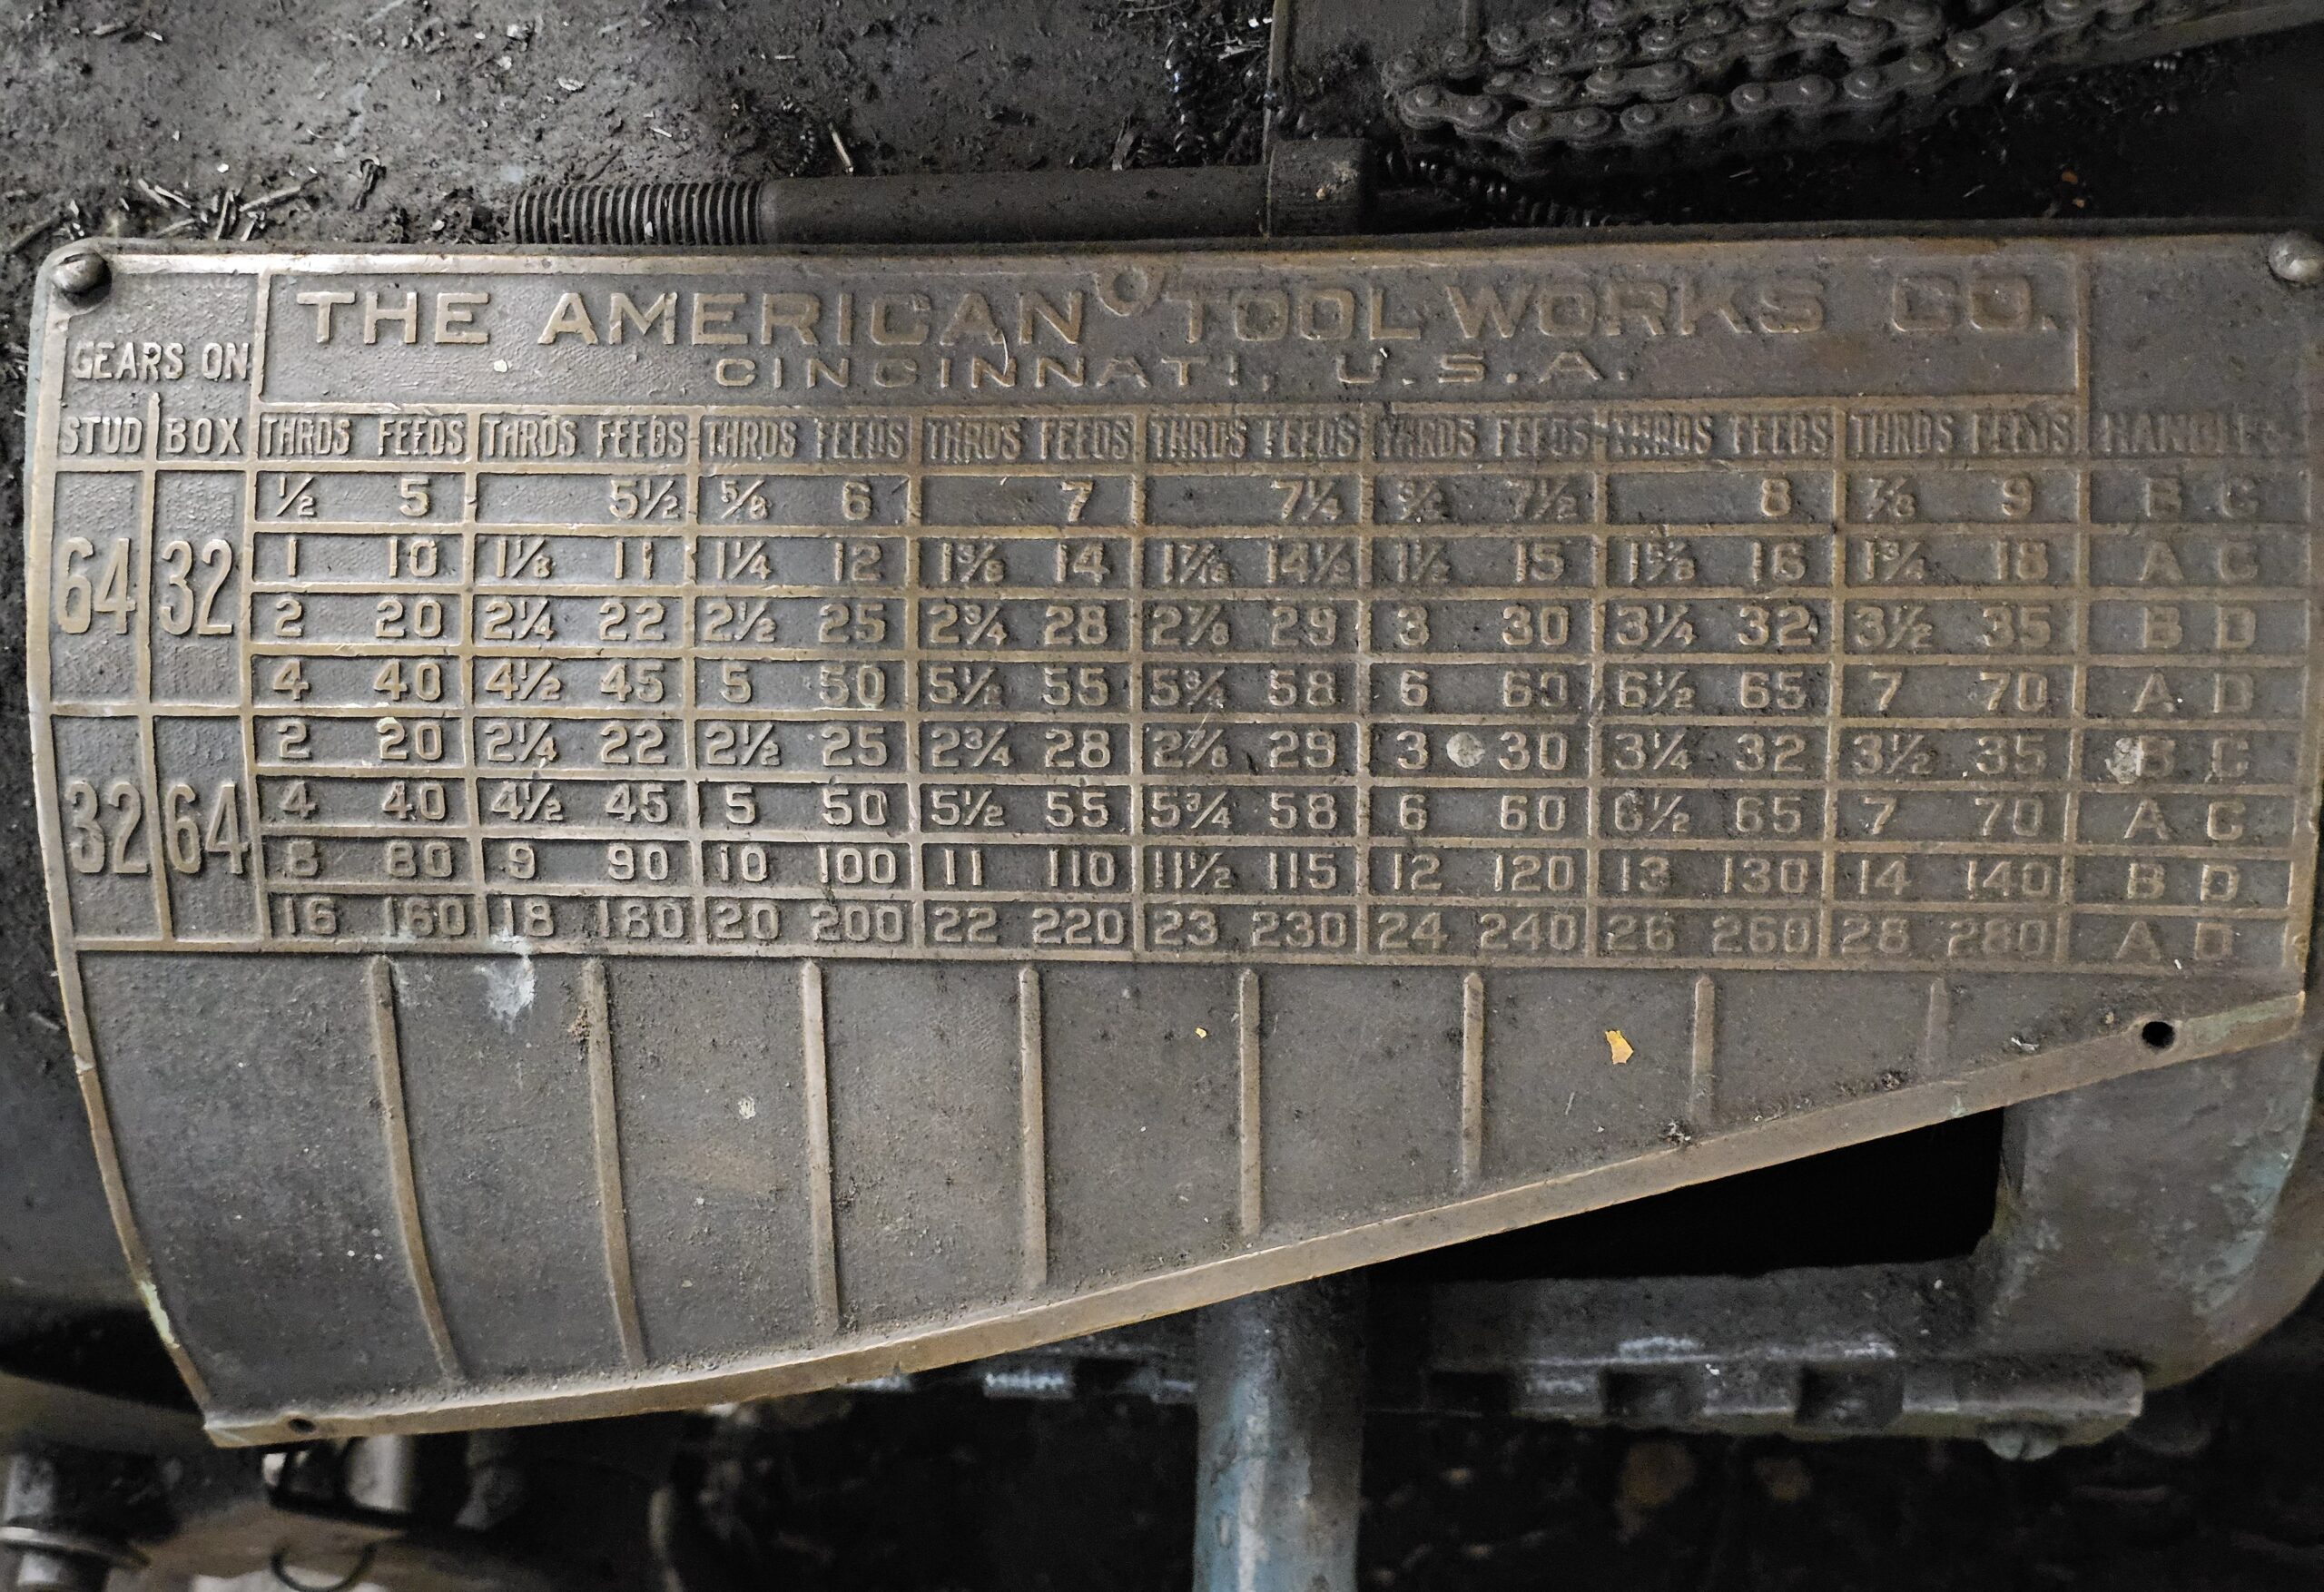 THE AMERICAN TOOL WORKS CO.
CINCINNATI, U.S.A.
GEARS ON
STUD BOX THRDS FEEDS THRDS FEEDS THRDS FEEDS THRDS FEEDS THRDS FEEDS THRDS FEEDS THRDS FEEDS THRDS FEEDS HANDLES
½ 5 5½ ⅝ 6 7 7¼ 7½ 8 ⅞ 9 B C
64 32 1 10 1⅛ 11 1¼ 12 1⅜ 14 1⁷⁄₁₆ 14½ 1½ 15 1⅝ 16 1¾ 18 A C
2 20 2¼ 22 2½ 25 2¾ 28 2⅞ 29 3 30 3¼ 32 3½ 35 B D
4 40 4½ 45 5 50 5½ 55 5¾ 58 6 60 6½ 65 7 70 A D
2 20 2¼ 22 2½ 25 2¾ 28 2⅞ 29 3 30 3¼ 32 3½ 35 B C
32 64 4 40 4½ 45 5 50 5½ 55 5¾ 58 6 60 6½ 65 7 70 A C
8 80 9 90 10 100 11 110 11½ 115 12 120 13 130 14 140 B D
16 160 18 180 20 200 22 220 23 230 24 240 26 260 28 280 A D